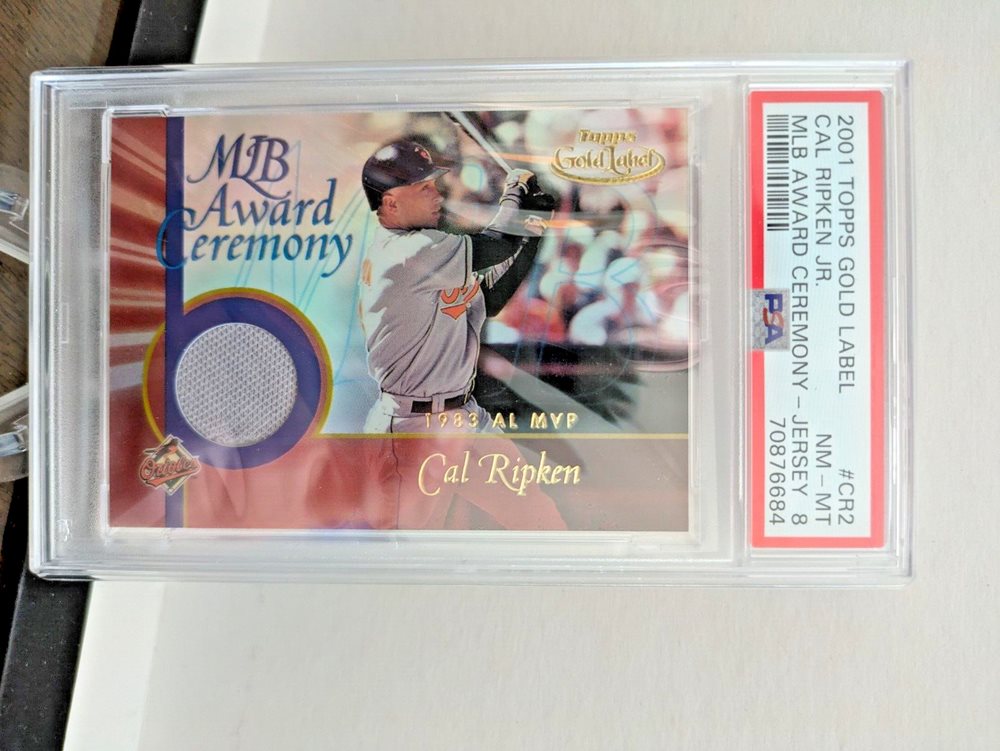 MLB
Award
Ceremony
Topps
Gold Label
1983 AL MVP
Cal Ripken
Orioles
2001 TOPPS GOLD LABEL #CR2
CAL RIPKEN JR. NM - MT
MLB AWARD CEREMONY - JERSEY 8
70876684
PSA